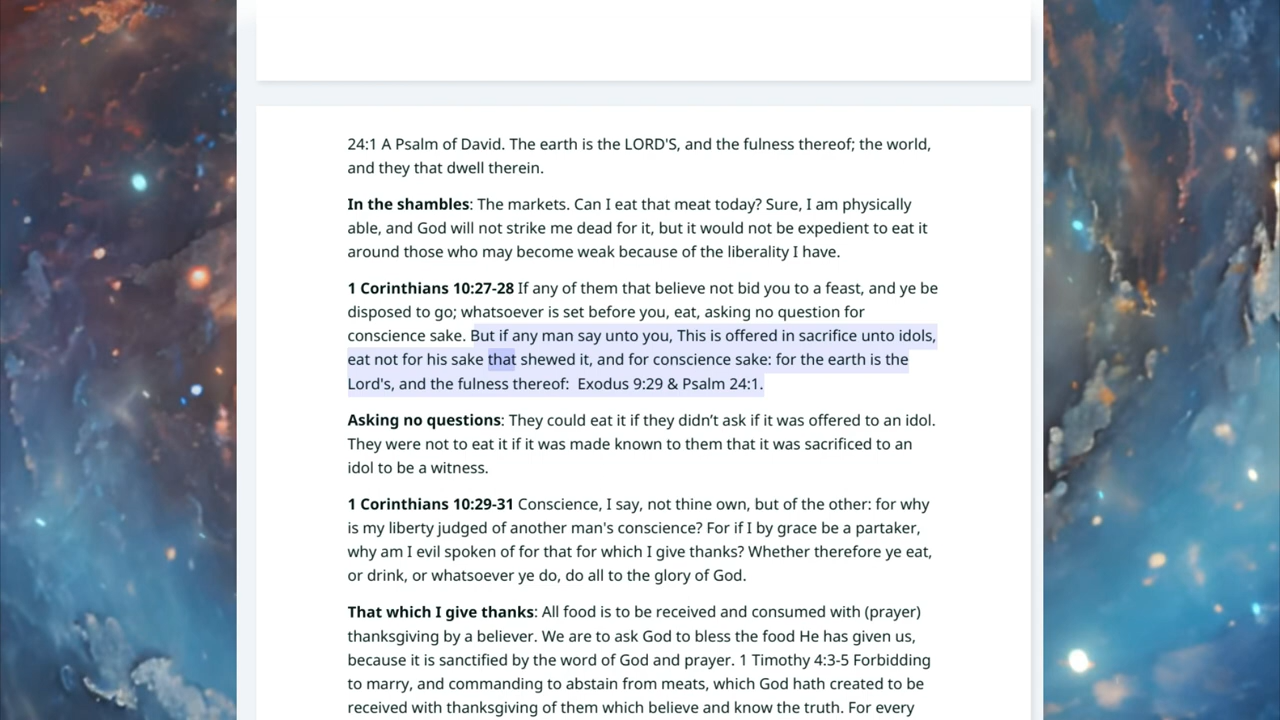 24:1 A Psalm of David. The earth is the LORD'S, and the fulness thereof; the world,
and they that dwell therein.
In the shambles: The markets. Can I eat that meat today? Sure, I am physically
able, and God will not strike me dead for it, but it would not be expedient to eat it
around those who may become weak because of the liberality I have.
1 Corinthians 10:27-28 If any of them that believe not bid you to a feast, and ye be
disposed to go; whatsoever is set before you, eat, asking no question for
conscience sake. But if any man say unto you, This is offered in sacrifice unto idols,
eat not for his sake that shewed it, and for conscience sake: for the earth is the
Lord's, and the fulness thereof:  Exodus 9:29 & Psalm 24:1.
Asking no questions: They could eat it if they didn’t ask if it was offered to an idol.
They were not to eat it if it was made known to them that it was sacrificed to an
idol to be a witness.
1 Corinthians 10:29-31 Conscience, I say, not thine own, but of the other: for why
is my liberty judged of another man's conscience? For if I by grace be a partaker,
why am I evil spoken of for that for which I give thanks? Whether therefore ye eat,
or drink, or whatsoever ye do, do all to the glory of God.
That which I give thanks: All food is to be received and consumed with (prayer)
thanksgiving by a believer. We are to ask God to bless the food He has given us,
because it is sanctified by the word of God and prayer. 1 Timothy 4:3-5 Forbidding
to marry, and commanding to abstain from meats, which God hath created to be
received with thanksgiving of them which believe and know the truth. For every